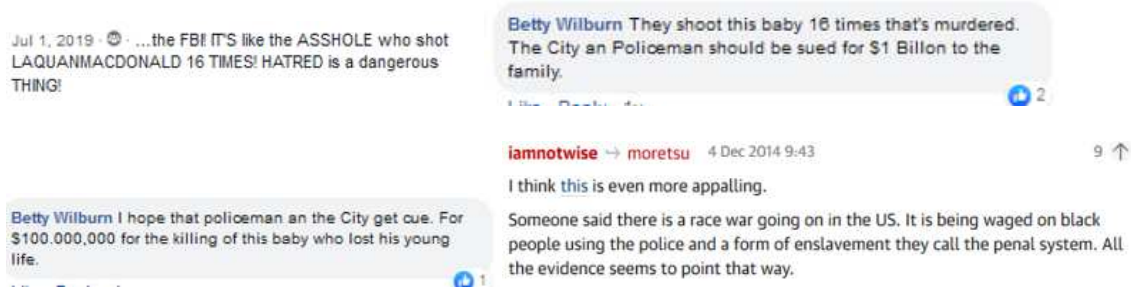 Jul 1, 2019 · · ...the FBI! IT'S like the ASSHOLE who shot
LAQUANMACDONALD 16 TIMES! HATRED is a dangerous
THING!
Betty Wilburn They shoot this baby 16 times that's murdered.
The City an Policeman should be sued for $1 Billon to the
family.
2
iamnotwise → moretsu 4 Dec 2014 9:43
9 ↑
I think this is even more appalling.
Someone said there is a race war going on in the US. It is being waged on black
people using the police and a form of enslavement they call the penal system. All
the evidence seems to point that way.
Betty Wilburn I hope that policeman an the City get cue. For
$100.000,000 for the killing of this baby who lost his young
life.
1